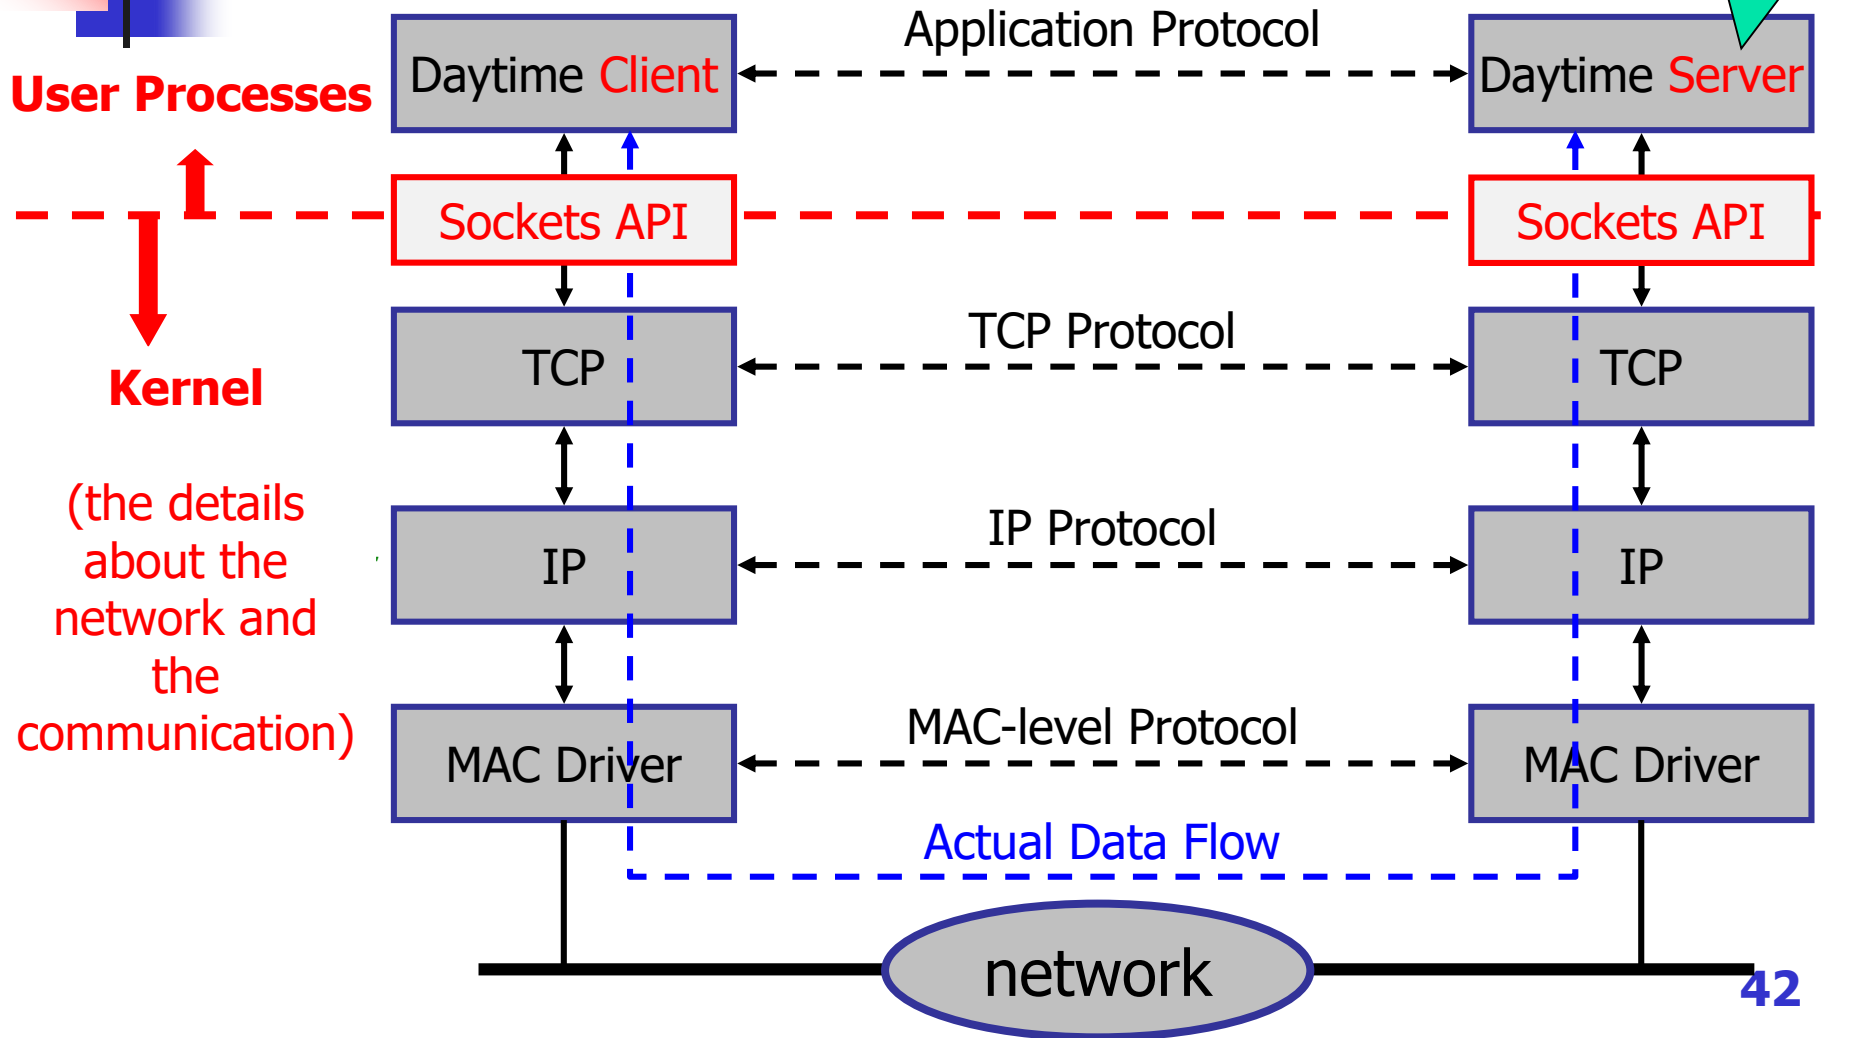 Application Protocol
Daytime Client
Daytime Server
User Processes
Sockets API
Sockets API
TCP Protocol
TCP
TCP
Kernel
(the details
about the
network and
the
communication)
IP Protocol
IP
IP
MAC-level Protocol
MAC Driver
MAC Driver
Actual Data Flow
network
42